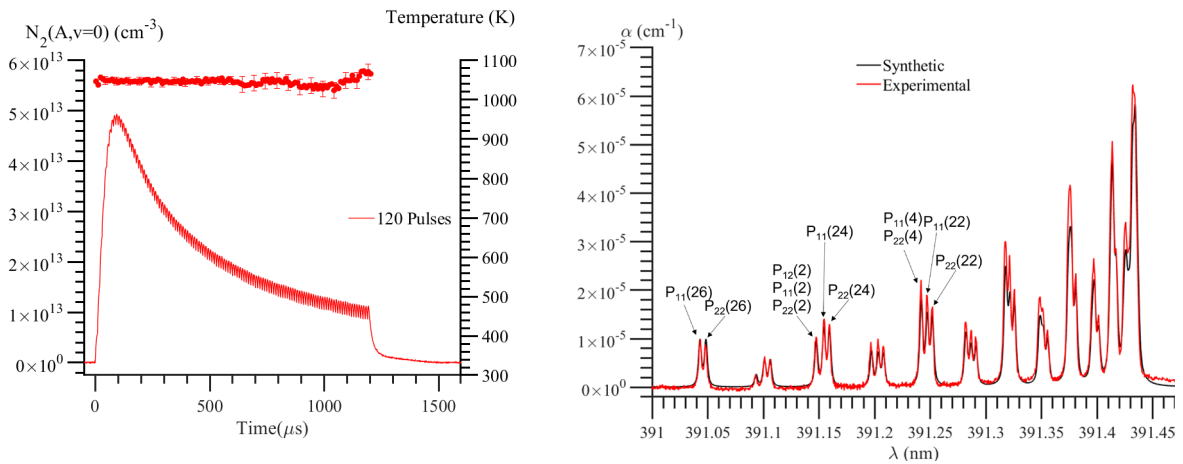 Temperature (K)
N2(A,v=0) (cm-3)
6×10^13
5×10^13
4×10^13
3×10^13
2×10^13
1×10^13
0×10^0
1100
1000
900
800
700
600
500
400
300
120 Pulses
0
500
1000
1500
Time(μs)
α (cm-1)
7×10^-5
6×10^-5
5×10^-5
4×10^-5
3×10^-5
2×10^-5
1×10^-5
0×10^0
Synthetic
Experimental
P11(26)
P22(26)
P12(2)
P11(2)
P22(2)
P11(24)
P22(24)
P11(4)
P22(4)
P11(22)
P22(22)
391
391.05
391.1
391.15
391.2
391.25
391.3
391.35
391.4
391.45
λ (nm)